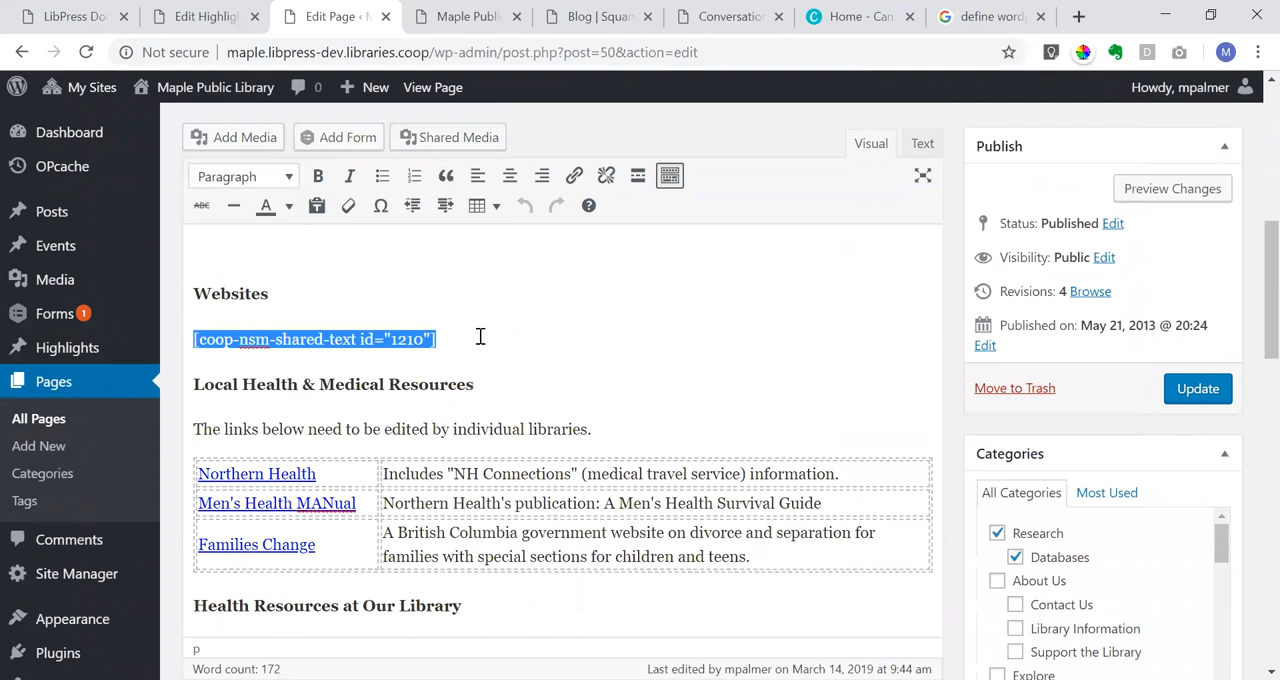 LibPress Do
Edit Highlig
Edit Page ‹ M
Maple Publi
Blog | Squa
Conversatio
Home - Can
define word
Not secure | maple.libpress-dev.libraries.coop/wp-admin/post.php?post=50&action=edit
D
M
My Sites
Maple Public Library
0
New
View Page
Howdy, mpalmer
Dashboard
OPcache
Posts
Events
Media
Forms 1
Highlights
Pages
All Pages
Add New
Categories
Tags
Comments
Site Manager
Appearance
Plugins
Add Media
Add Form
Shared Media
Visual
Text
Paragraph
B I
ABC
A
Websites
[coop-nsm-shared-text id="1210"]
Local Health & Medical Resources
The links below need to be edited by individual libraries.
Northern Health Includes "NH Connections" (medical travel service) information.
Men's Health MANual Northern Health's publication: A Men's Health Survival Guide
Families Change A British Columbia government website on divorce and separation for
families with special sections for children and teens.
Health Resources at Our Library
p
Word count: 172
Last edited by mpalmer on March 14, 2019 at 9:44 am
Publish
Preview Changes
Status: Published Edit
Visibility: Public Edit
Revisions: 4 Browse
Published on: May 21, 2013 @ 20:24
Edit
Move to Trash
Update
Categories
All Categories
Most Used
Research
Databases
About Us
Contact Us
Library Information
Support the Library
Explore